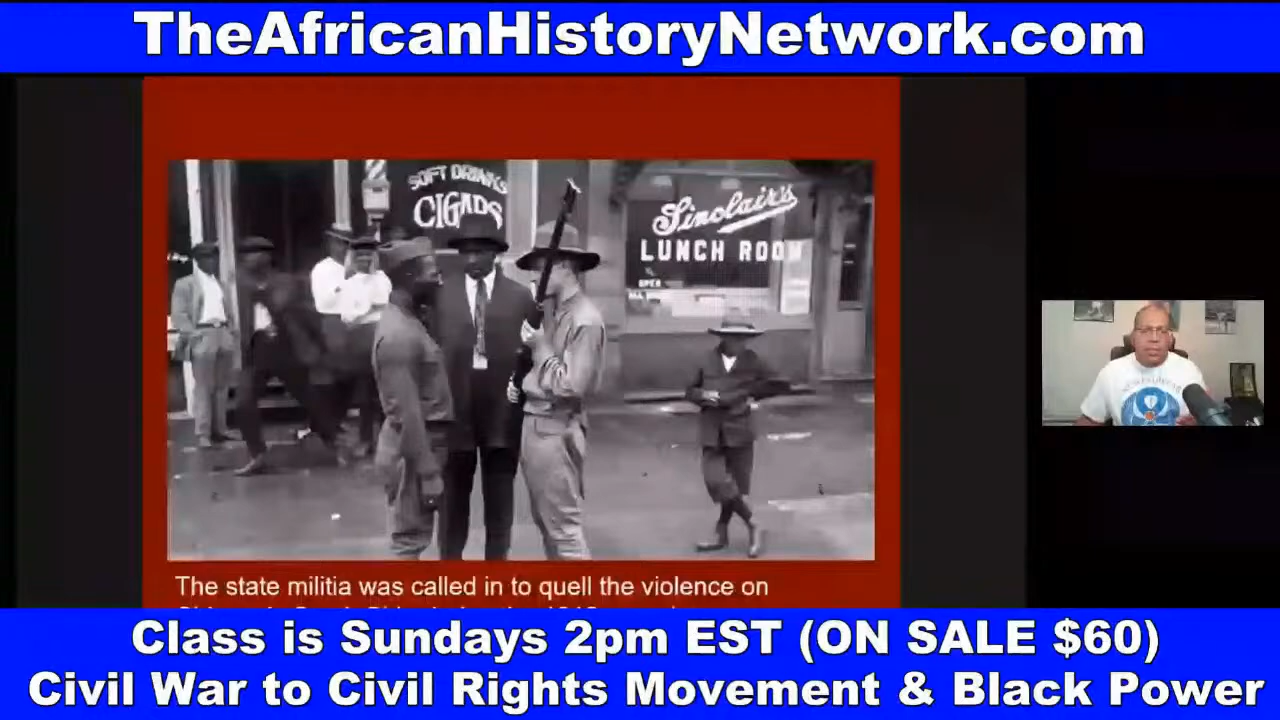 TheAfricanHistoryNetwork.com
SOFT DRINKS
CIGARS
Sinclair's
LUNCH ROOM
OPEN
The state militia was called in to quell the violence on
Class is Sundays 2pm EST (ON SALE $60)
Civil War to Civil Rights Movement & Black Power